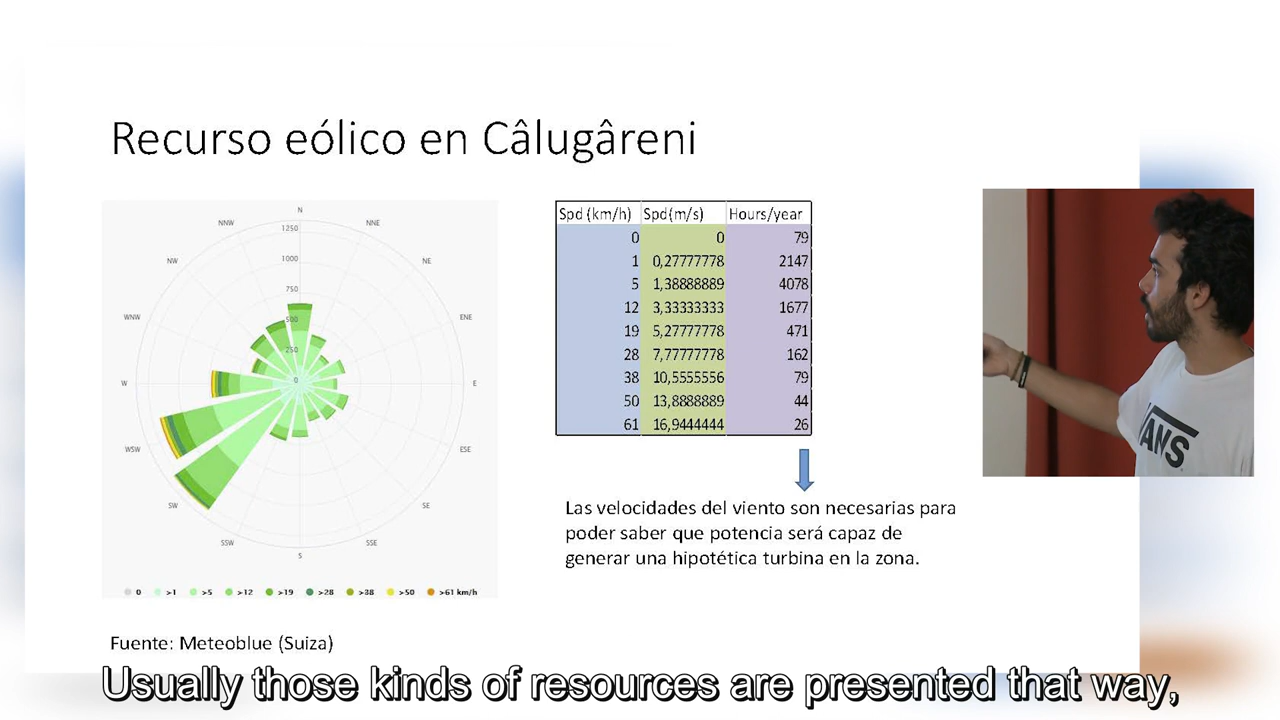 Recurso eólico en Câlugâreni
N
NNW
NNE
1250
NW
1000
NE
750
WNW
500
ENE
250
W
0
E
WSW
ESE
SW
SE
SSW
SSE
S
0 >1 >5 >12 >19 >28 >38 >50 >61 km/h
Spd (km/h) Spd(m/s) Hours/year
0 0 79
1 0,27777778 2147
5 1,38888889 4078
12 3,33333333 1677
19 5,27777778 471
28 7,77777778 162
38 10,5555556 79
50 13,8888889 44
61 16,9444444 26
Las velocidades del viento son necesarias para
poder saber que potencia será capaz de
generar una hipotética turbina en la zona.
VANS
Fuente: Meteoblue (Suiza)
Usually those kinds of resources are presented that way,